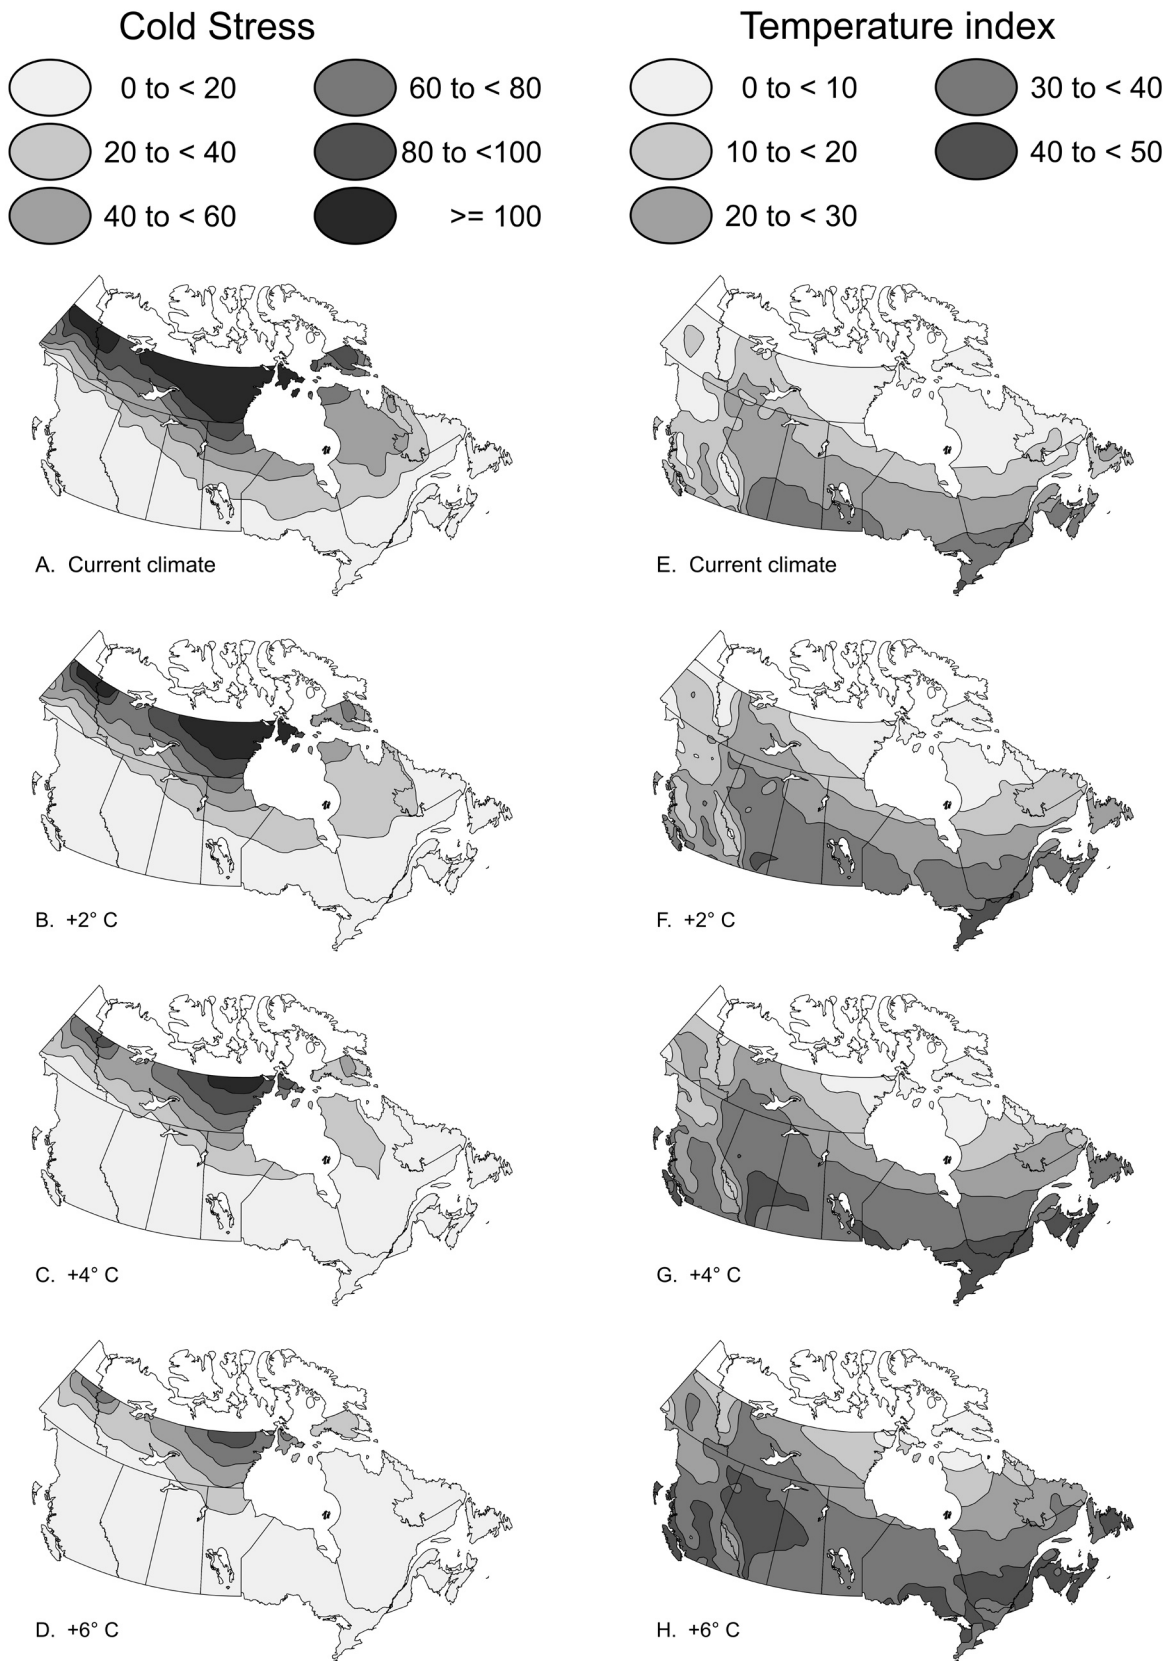 Cold Stress
0 to < 20
20 to < 40
40 to < 60
60 to < 80
80 to <100
>= 100
Temperature index
0 to < 10
10 to < 20
20 to < 30
30 to < 40
40 to < 50
A. Current climate
E. Current climate
B. +2° C
F. +2° C
C. +4° C
G. +4° C
D. +6° C
H. +6° C